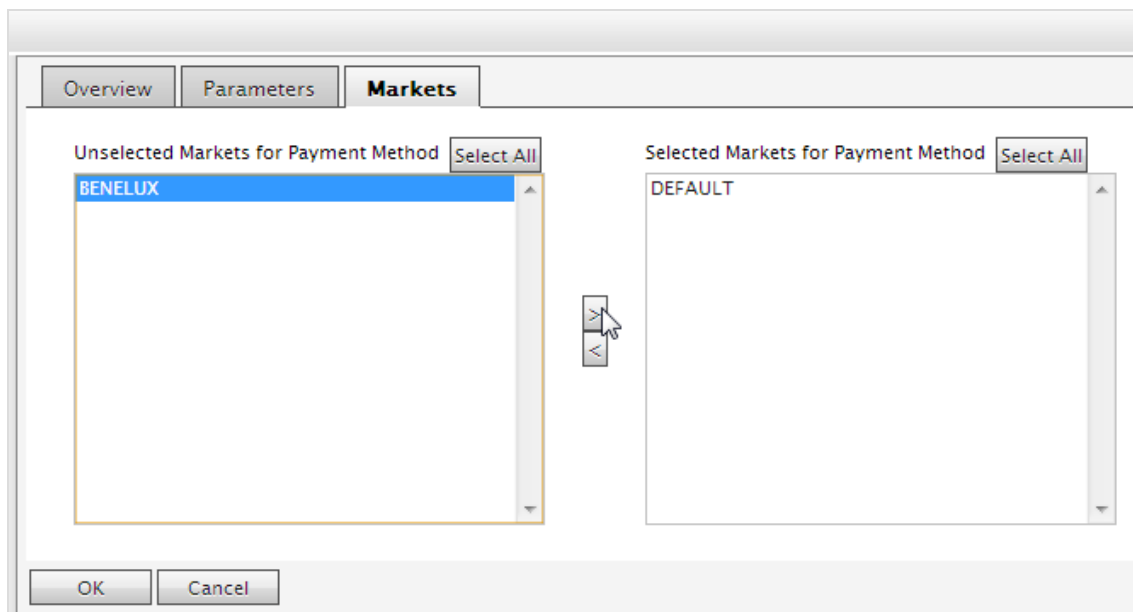 Overview Parameters Markets
Unselected Markets for Payment Method Select All Selected Markets for Payment Method Select All
BENELUX DEFAULT
>
<
OK Cancel